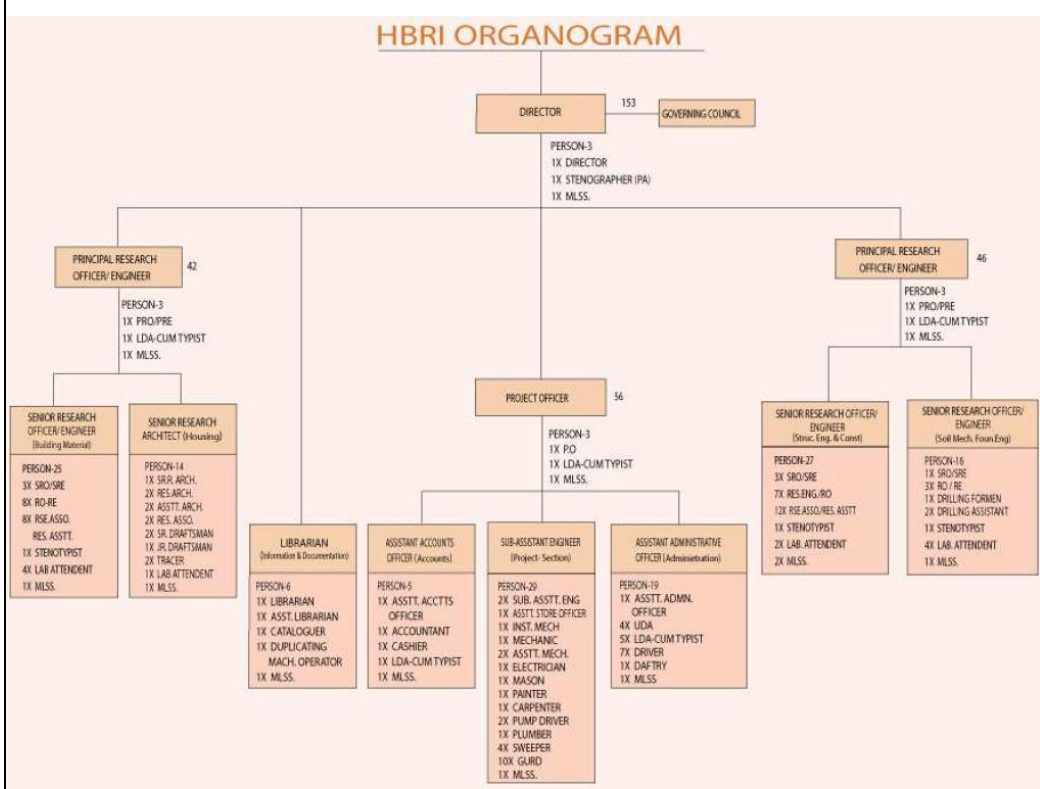 HBRI ORGANOGRAM
DIRECTOR
153
GOVERNING COUNCIL
PERSON-3
1X DIRECTOR
1X STENOGRAPHER (PA)
1X MLSS.
PRINCIPAL RESEARCH
OFFICER/ ENGINEER
42
PERSON-3
1X PRO/PRE
1X LDA-CUM TYPIST
1X MLSS.
PRINCIPAL RESEARCH
OFFICER/ ENGINEER
46
PERSON-3
1X PRO/PRE
1X LDA-CUM TYPIST
1X MLSS.
PROJECT OFFICER
56
PERSON-3
1X P.O
1X LDA-CUM TYPIST
1X MLSS.
SENIOR RESEARCH
OFFICER/ENGINEER
(Building Material)
PERSON-25
3X SRO/SRE
8X RO-RE
8X RSE.ASSO.
RES. ASSTT.
1X STENOTYPIST
4X LAB ATTENDENT
1X MLSS.
SENIOR RESEARCH
ARCHITECT (Housing)
PERSON-14
1X SR.R. ARCH.
2X RES.ARCH.
2X ASSTT. ARCH.
2X RES. ASSO.
2X SR. DRAFTSMAN
1X JR. DRAFTSMAN
2X TRACER
1X LAB ATTENDENT
1X MLSS.
LIBRARIAN
(Information & Documentation)
PERSON-6
1X LIBRARIAN
1X ASST. LIBRARIAN
1X CATALOGUER
1X DUPLICATING
MACH. OPERATOR
1X MLSS.
ASSISTANT ACCOUNTS
OFFICER (Accounts)
PERSON-5
1X ASSTT. ACCTTS
OFFICER
1X ACCOUNTANT
1X CASHIER
1X LDA-CUM TYPIST
1X MLSS.
SUB-ASSISTANT ENGINEER
(Project- Section)
PERSON-29
2X SUB. ASSTT. ENG
1X ASSTT. STORE OFFICER
1X INST. MECH
1X MECHANIC
2X ASSTT. MECH.
1X ELECTRICIAN
1X MASON
1X PAINTER
1X CARPENTER
2X PUMP DRIVER
1X PLUMBER
4X SWEEPER
10X GURD
1X MLSS.
ASSISTANT ADMINISTRATIVE
OFFICER (Administration)
PERSON-19
1X ASSTT. ADMN.
OFFICER
4X UDA
5X LDA-CUM TYPIST
7X DRIVER
1X DAFTRY
1X MLSS
SENIOR RESEARCH OFFICER/
ENGINEER
(Struc. Eng. & Const)
PERSON-27
3X SRO/SRE
7X RES.ENG./RO
12X RSE.ASSO./RES. ASSTT
1X STENOTYPIST
2X LAB. ATTENDENT
2X MLSS.
SENIOR RESEARCH OFFICER/
ENGINEER
(Soil Mech. Foun.Eng)
PERSON-16
1X SRO/SRE
3X RO / RE
1X DRILLING FORMEN
2X DRILLING ASSISTANT
1X STENOTYPIST
4X LAB. ATTENDENT
1X MLSS.